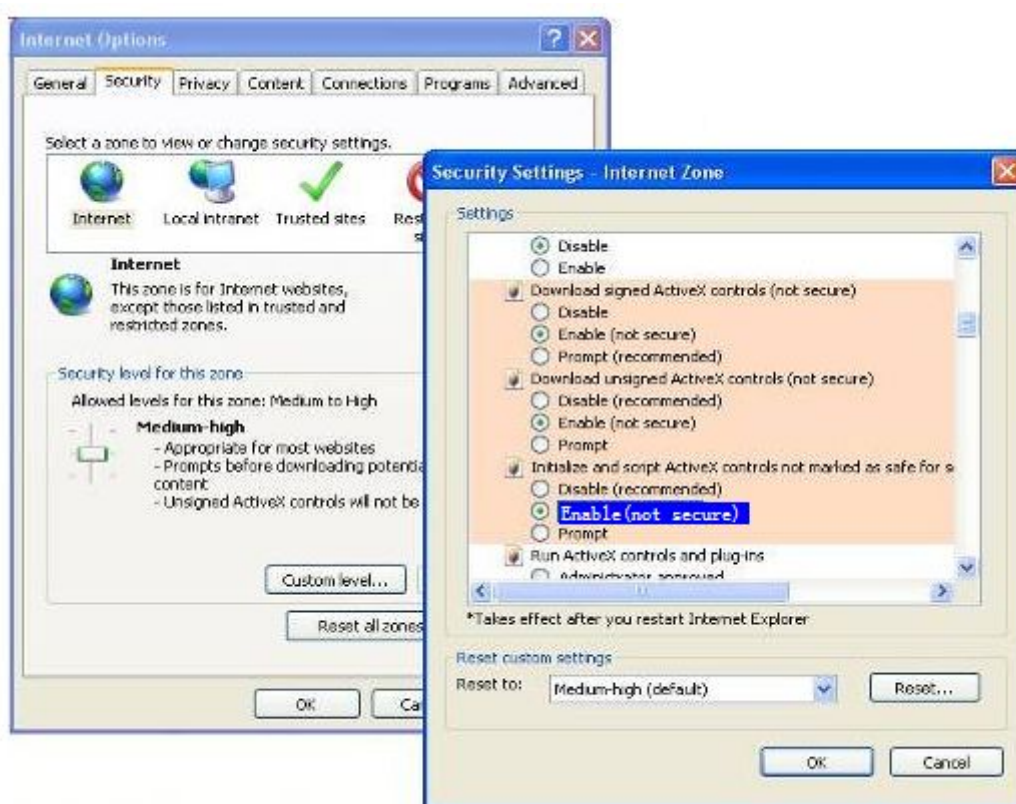 Internet Options
General Security Privacy Content Connections Programs Advanced
Select a zone to view or change security settings.
Internet Local intranet Trusted sites
Internet
This zone is for Internet websites,
except those listed in trusted and
restricted zones.
Security level for this zone
Allowed levels for this zone: Medium to High
Medium-high
- Appropriate for most websites
- Prompts before downloading
content
- Unsigned ActiveX controls will not be
Custom level...
Reset all zones
OK
Security Settings - Internet Zone
Settings
Disable
Enable
Download signed ActiveX controls (not secure)
Disable
Enable (not secure)
Prompt (recommended)
Download unsigned ActiveX controls (not secure)
Disable (recommended)
Enable (not secure)
Prompt
Initialize and script ActiveX controls not marked as safe for s
Disable (recommended)
Enable(not secure)
Prompt
Run ActiveX controls and plug-ins
Administrator approved
*Takes effect after you restart Internet Explorer
Reset custom settings
Reset to: Medium-high (default) Reset...
OK Cancel